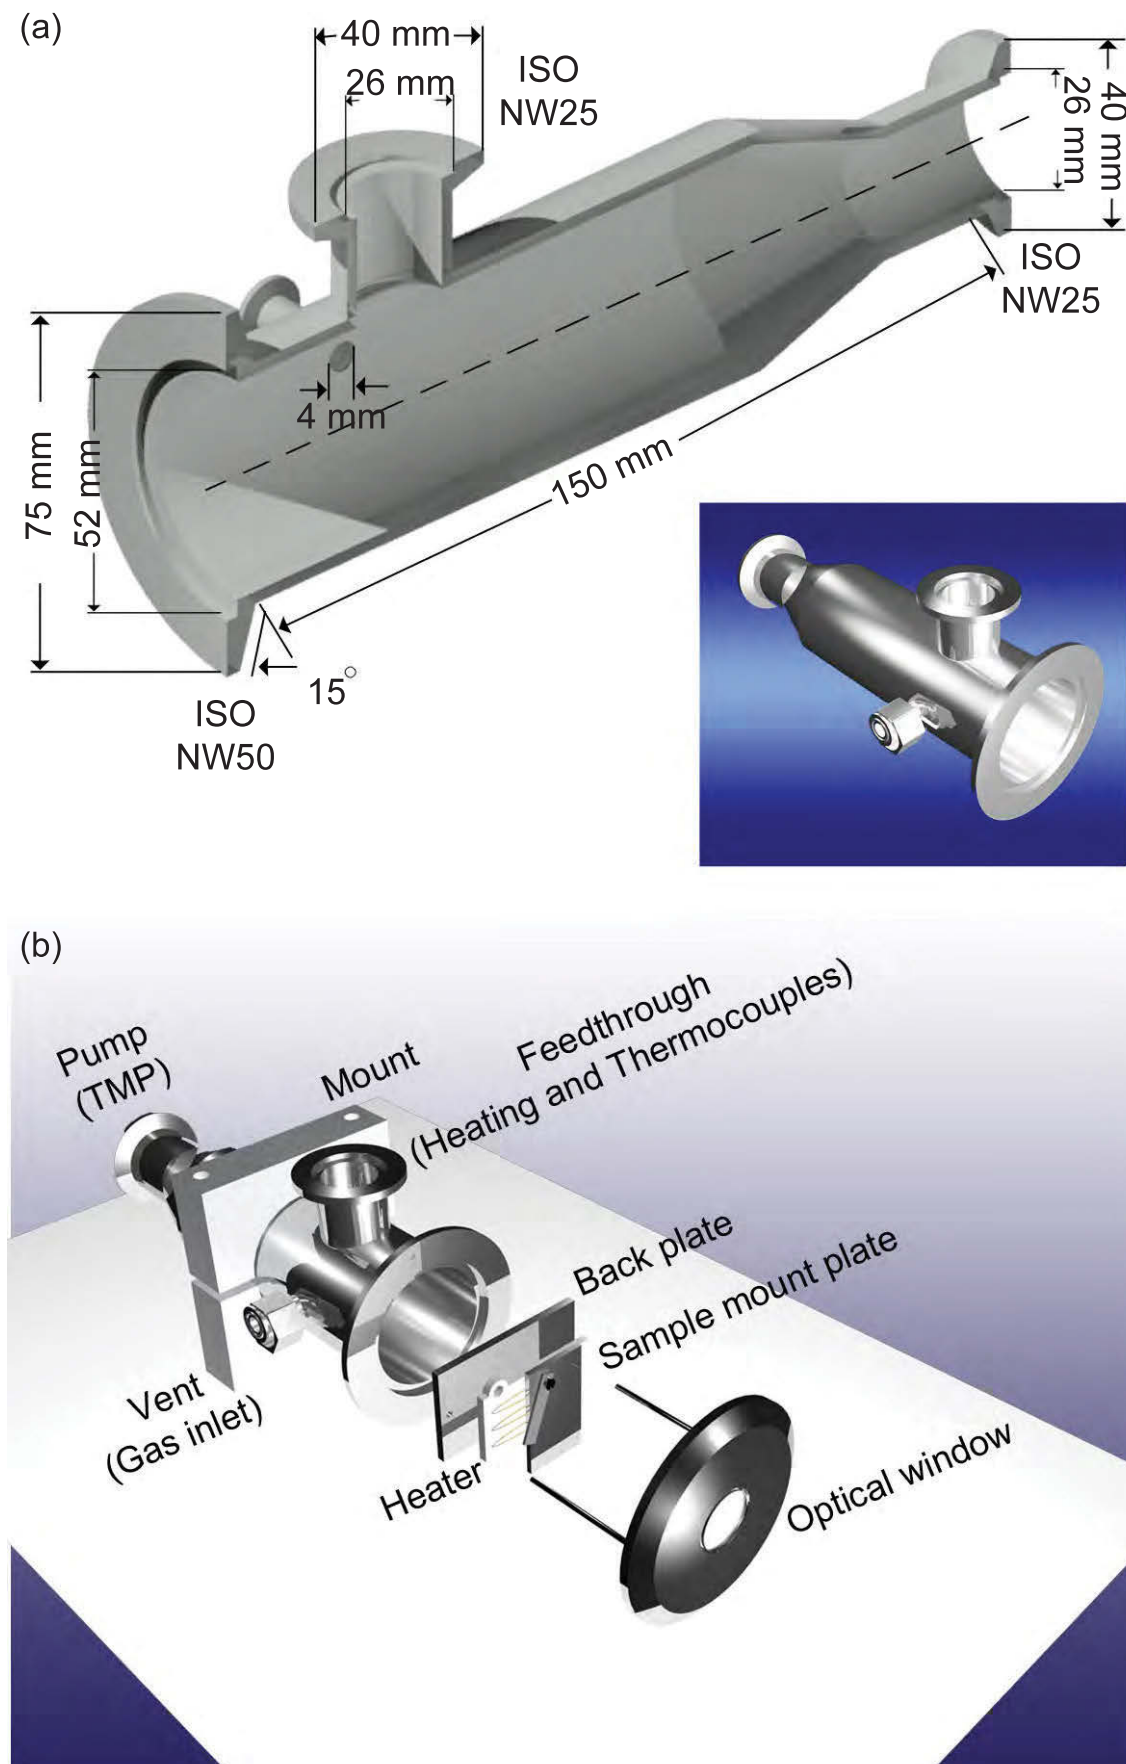 (a)
40 mm
26 mm
ISO
NW25
40 mm
26 mm
ISO
NW25
4 mm
150 mm
75 mm
52 mm
15°
ISO
NW50
(b)
Pump
(TMP)
Mount
Feedthrough
(Heating and Thermocouples)
Back plate
Sample mount plate
Vent
(Gas inlet)
Heater
Optical window